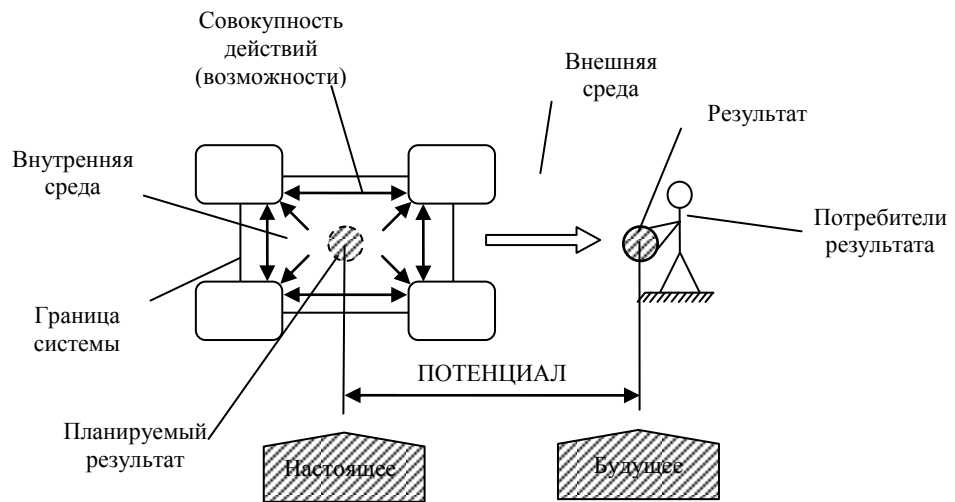 Совокупность
действий
(возможности)
Внешняя
среда
Результат
Внутренняя
среда
Потребители
результата
Граница
системы
ПОТЕНЦИАЛ
Планируемый
результат
Настоящее
Будущее